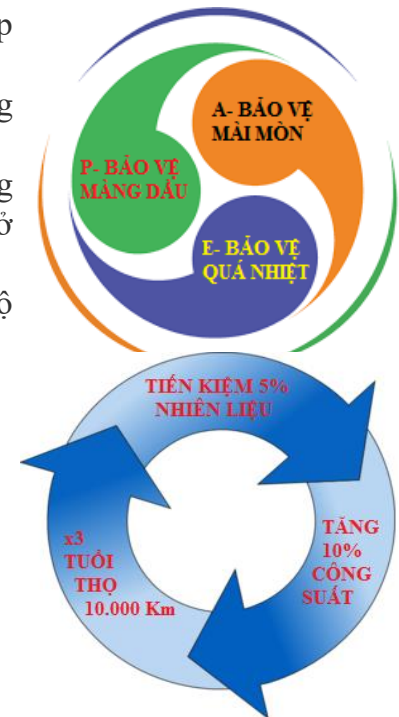 p
g
g
ở
ộ
A- BẢO VỆ
MÀI MÒN
P- BẢO VỆ
MÀNG DẦU
E- BẢO VỆ
QUÁ NHIỆT
TIẾN KIỆM 5%
NHIÊN LIỆU
TĂNG
10%
CÔNG
SUẤT
x3
TUỔI
THỌ
10.000 Km